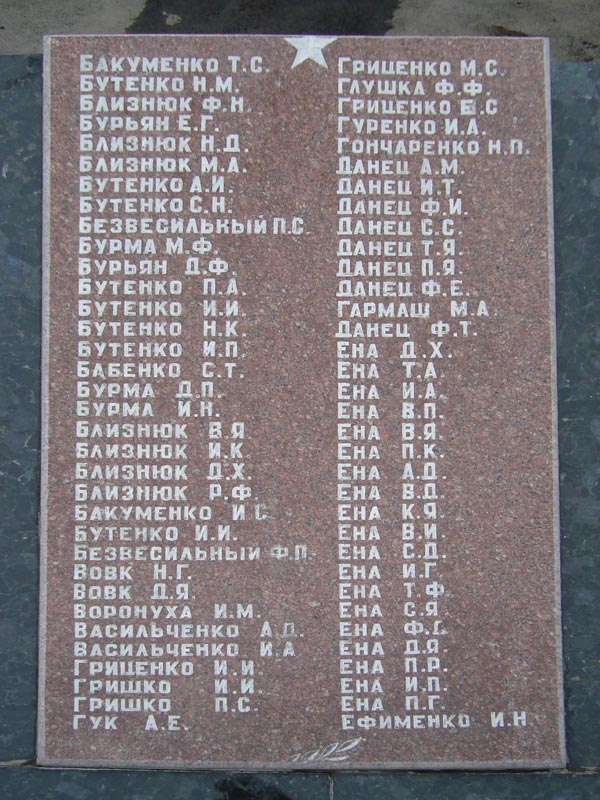 БАКУМЕНКО Т.С.
БУТЕНКО Н.М.
БЛИЗНЮК Ф.Н.
БУРЬЯН Е.Г.
БЛИЗНЮК Н.Д.
БЛИЗНЮК М.А.
БУТЕНКО А.И.
БУТЕНКО С.Н.
БЕЗВЕСИЛЬНЫЙ П.С.
БУРМА М.Ф.
БУРЬЯН Д.Ф.
БУТЕНКО П.А.
БУТЕНКО И.И.
БУТЕНКО Н.К.
БУТЕНКО И.П.
БАБЕНКО С.Т.
БУРМА Д.П.
БУРМА И.Н.
БЛИЗНЮК В.Я
БЛИЗНЮК И.К.
БЛИЗНЮК Д.Х.
БЛИЗНЮК Р.Ф.
БАКУМЕНКО И.С
БУТЕНКО И.И.
БЕЗВЕСИЛЬНЫЙ Ф.П.
ВОВК Н.Г.
ВОВК Д.Я.
ВОРОНУХА И.М.
ВАСИЛЬЧЕНКО А.Д.
ВАСИЛЬЧЕНКО И.А
ГРИЦЕНКО И.И.
ГРИШКО И.И.
ГРИШКО П.С.
ГУК А.Е.
ГРИЦЕНКО М.С.
ГЛУШКА Ф.Ф.
ГРИЦЕНКО В.С
ГУРЕНКО И.А.
ГОНЧАРЕНКО Н.П.
ДАНЕЦ А.М.
ДАНЕЦ И.Т.
ДАНЕЦ Ф.И.
ДАНЕЦ С.С.
ДАНЕЦ Т.Я.
ДАНЕЦ П.Я.
ДАНЕЦ Ф.Е.
ГАРМАШ М.А.
ДАНЕЦ Ф.Т.
ЕНА Д.Х.
ЕНА Т.А.
ЕНА И.А.
ЕНА В.П.
ЕНА В.Я.
ЕНА П.К.
ЕНА А.Д.
ЕНА В.Д.
ЕНА К.Я
ЕНА В.И.
ЕНА С.Д.
ЕНА И.Г.
ЕНА Т.Ф.
ЕНА С.Я.
ЕНА
ЕНА Д.Я.
ЕНА П.Р.
ЕНА И.П.
ЕНА П.Г.
ЕФИМЕНКО И.Н.